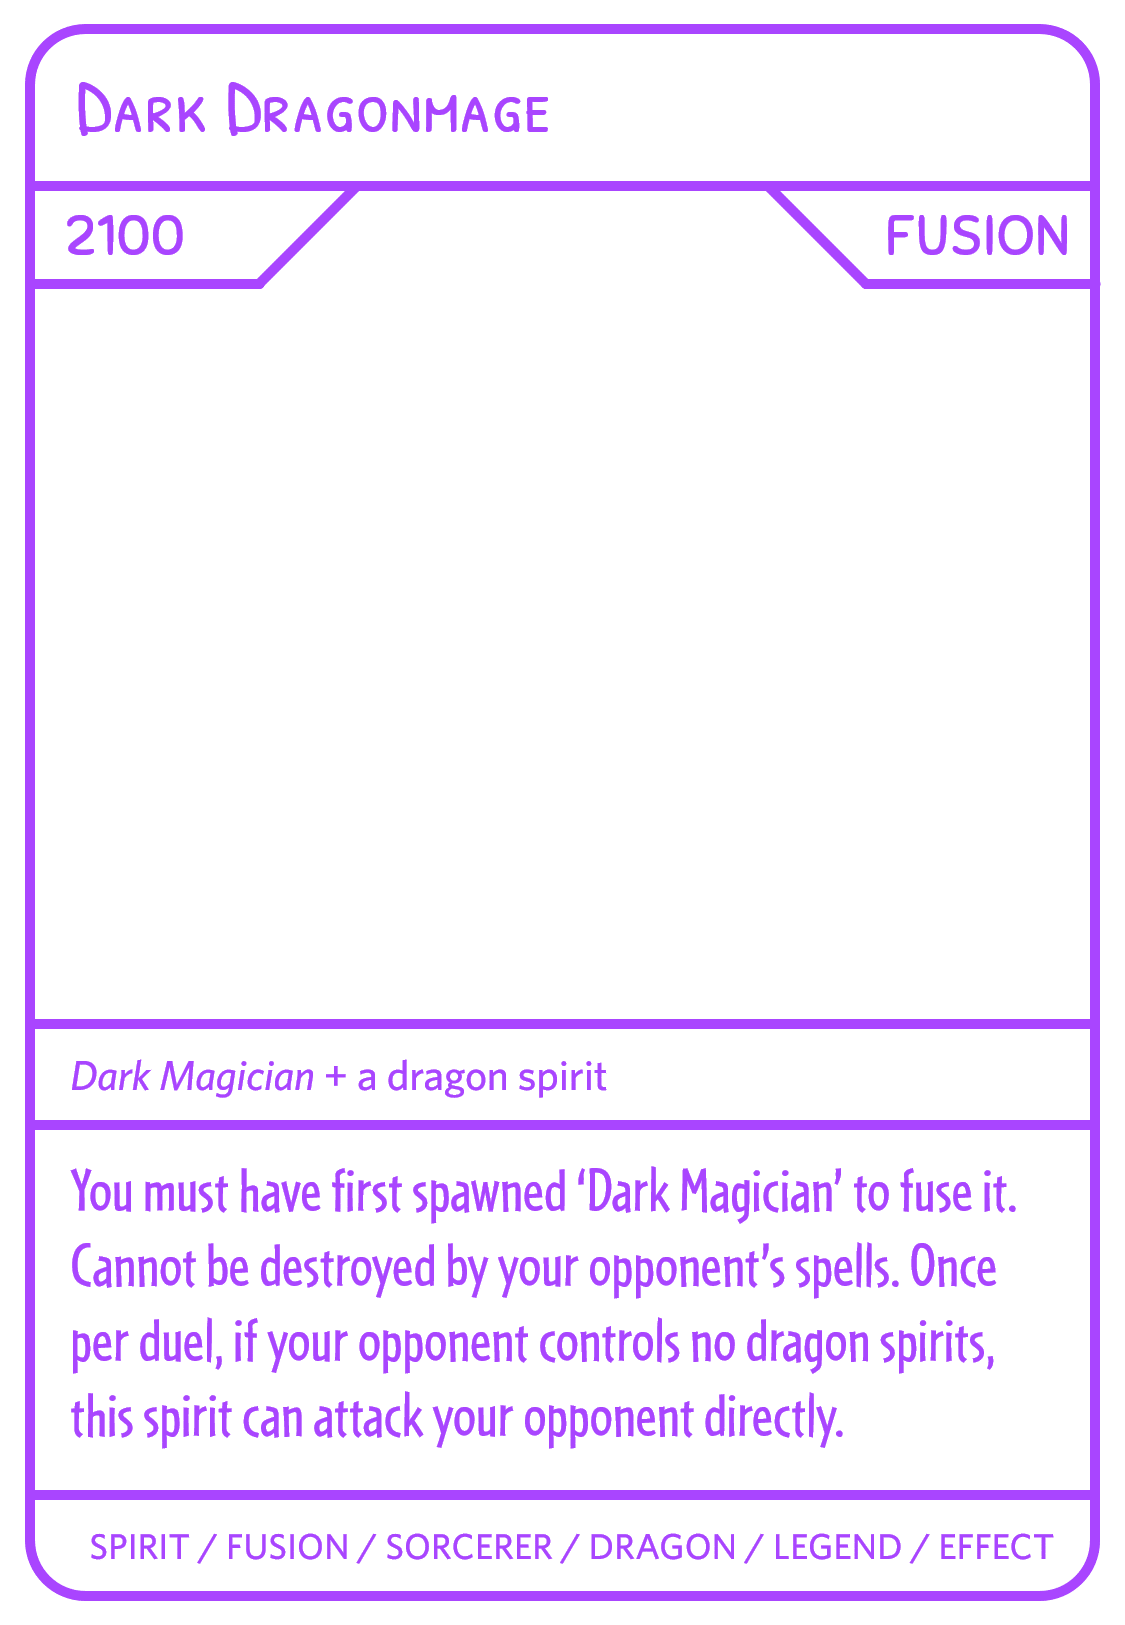 Dark Dragonmage
2100
FUSION
Dark Magician + a dragon spirit
You must have first spawned ‘Dark Magician’ to fuse it.
Cannot be destroyed by your opponent’s spells. Once
per duel, if your opponent controls no dragon spirits,
this spirit can attack your opponent directly.
SPIRIT / FUSION / SORCERER / DRAGON / LEGEND / EFFECT